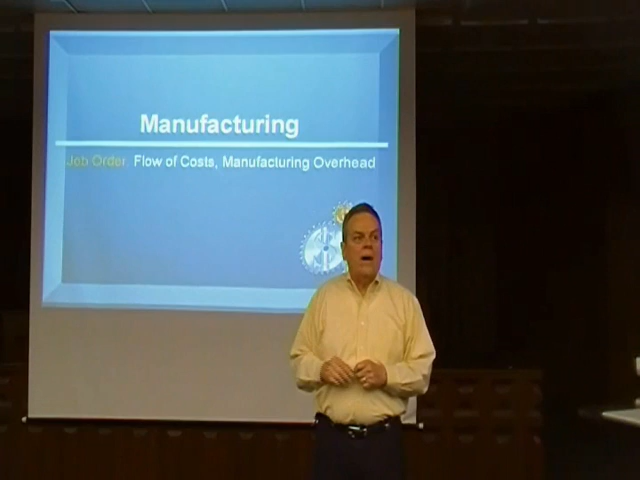 Manufacturing
Job Order, Flow of Costs, Manufacturing Overhead